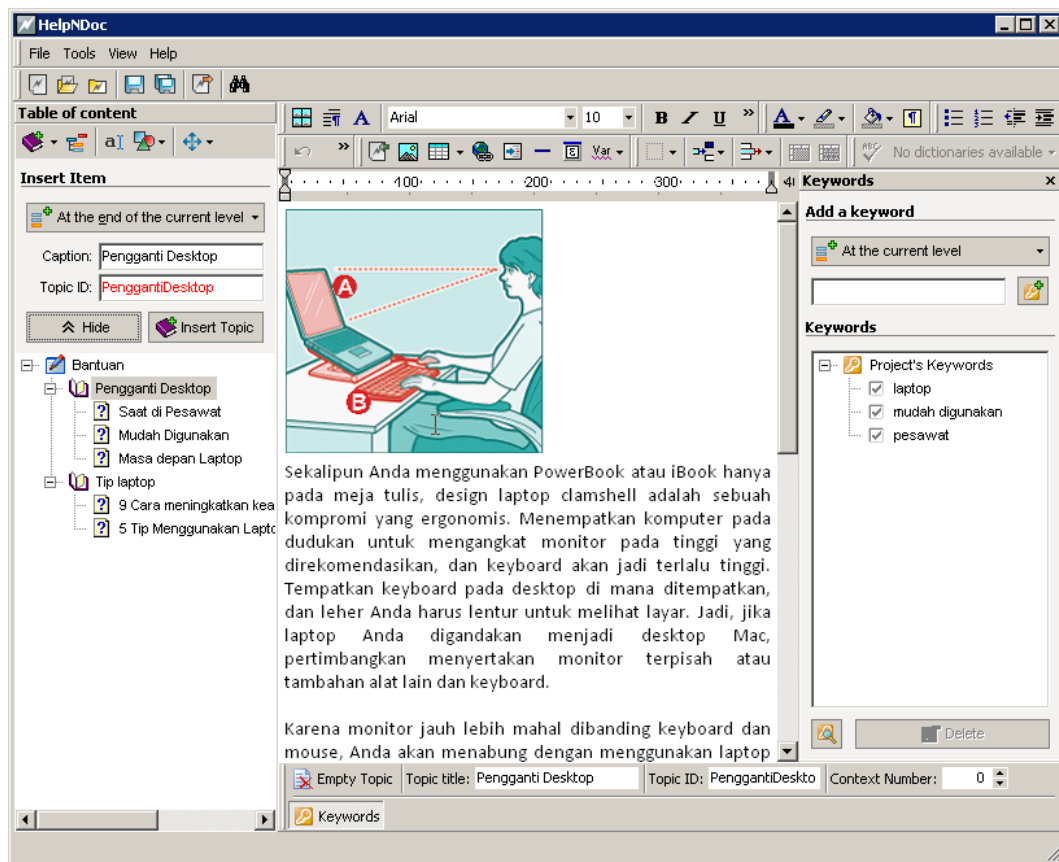 HelpNDoc
File Tools View Help
Table of content
Arial 10 B I U »
» Var No dictionaries available
Insert Item
100 200 300
Keywords
At the end of the current level
Caption: Pengganti Desktop
Topic ID: PenggantiDesktop
Hide Insert Topic
Bantuan
Pengganti Desktop
Saat di Pesawat
Mudah Digunakan
Masa depan Laptop
Tip laptop
9 Cara meningkatkan kea
5 Tip Menggunakan Lapto
A
B
Sekalipun Anda menggunakan PowerBook atau iBook hanya
pada meja tulis, design laptop clamshell adalah sebuah
kompromi yang ergonomis. Menempatkan komputer pada
dudukan untuk mengangkat monitor pada tinggi yang
direkomendasikan, dan keyboard akan jadi terlalu tinggi.
Tempatkan keyboard pada desktop di mana ditempatkan,
dan leher Anda harus lentur untuk melihat layar. Jadi, jika
laptop Anda digandakan menjadi desktop Mac,
pertimbangkan menyertakan monitor terpisah atau
tambahan alat lain dan keyboard.
Karena monitor jauh lebih mahal dibanding keyboard dan
mouse, Anda akan menabung dengan menggunakan laptop
Add a keyword
At the current level
Keywords
Project's Keywords
laptop
mudah digunakan
pesawat
Delete
Empty Topic Topic title: Pengganti Desktop Topic ID: PenggantiDeskto Context Number: 0
Keywords